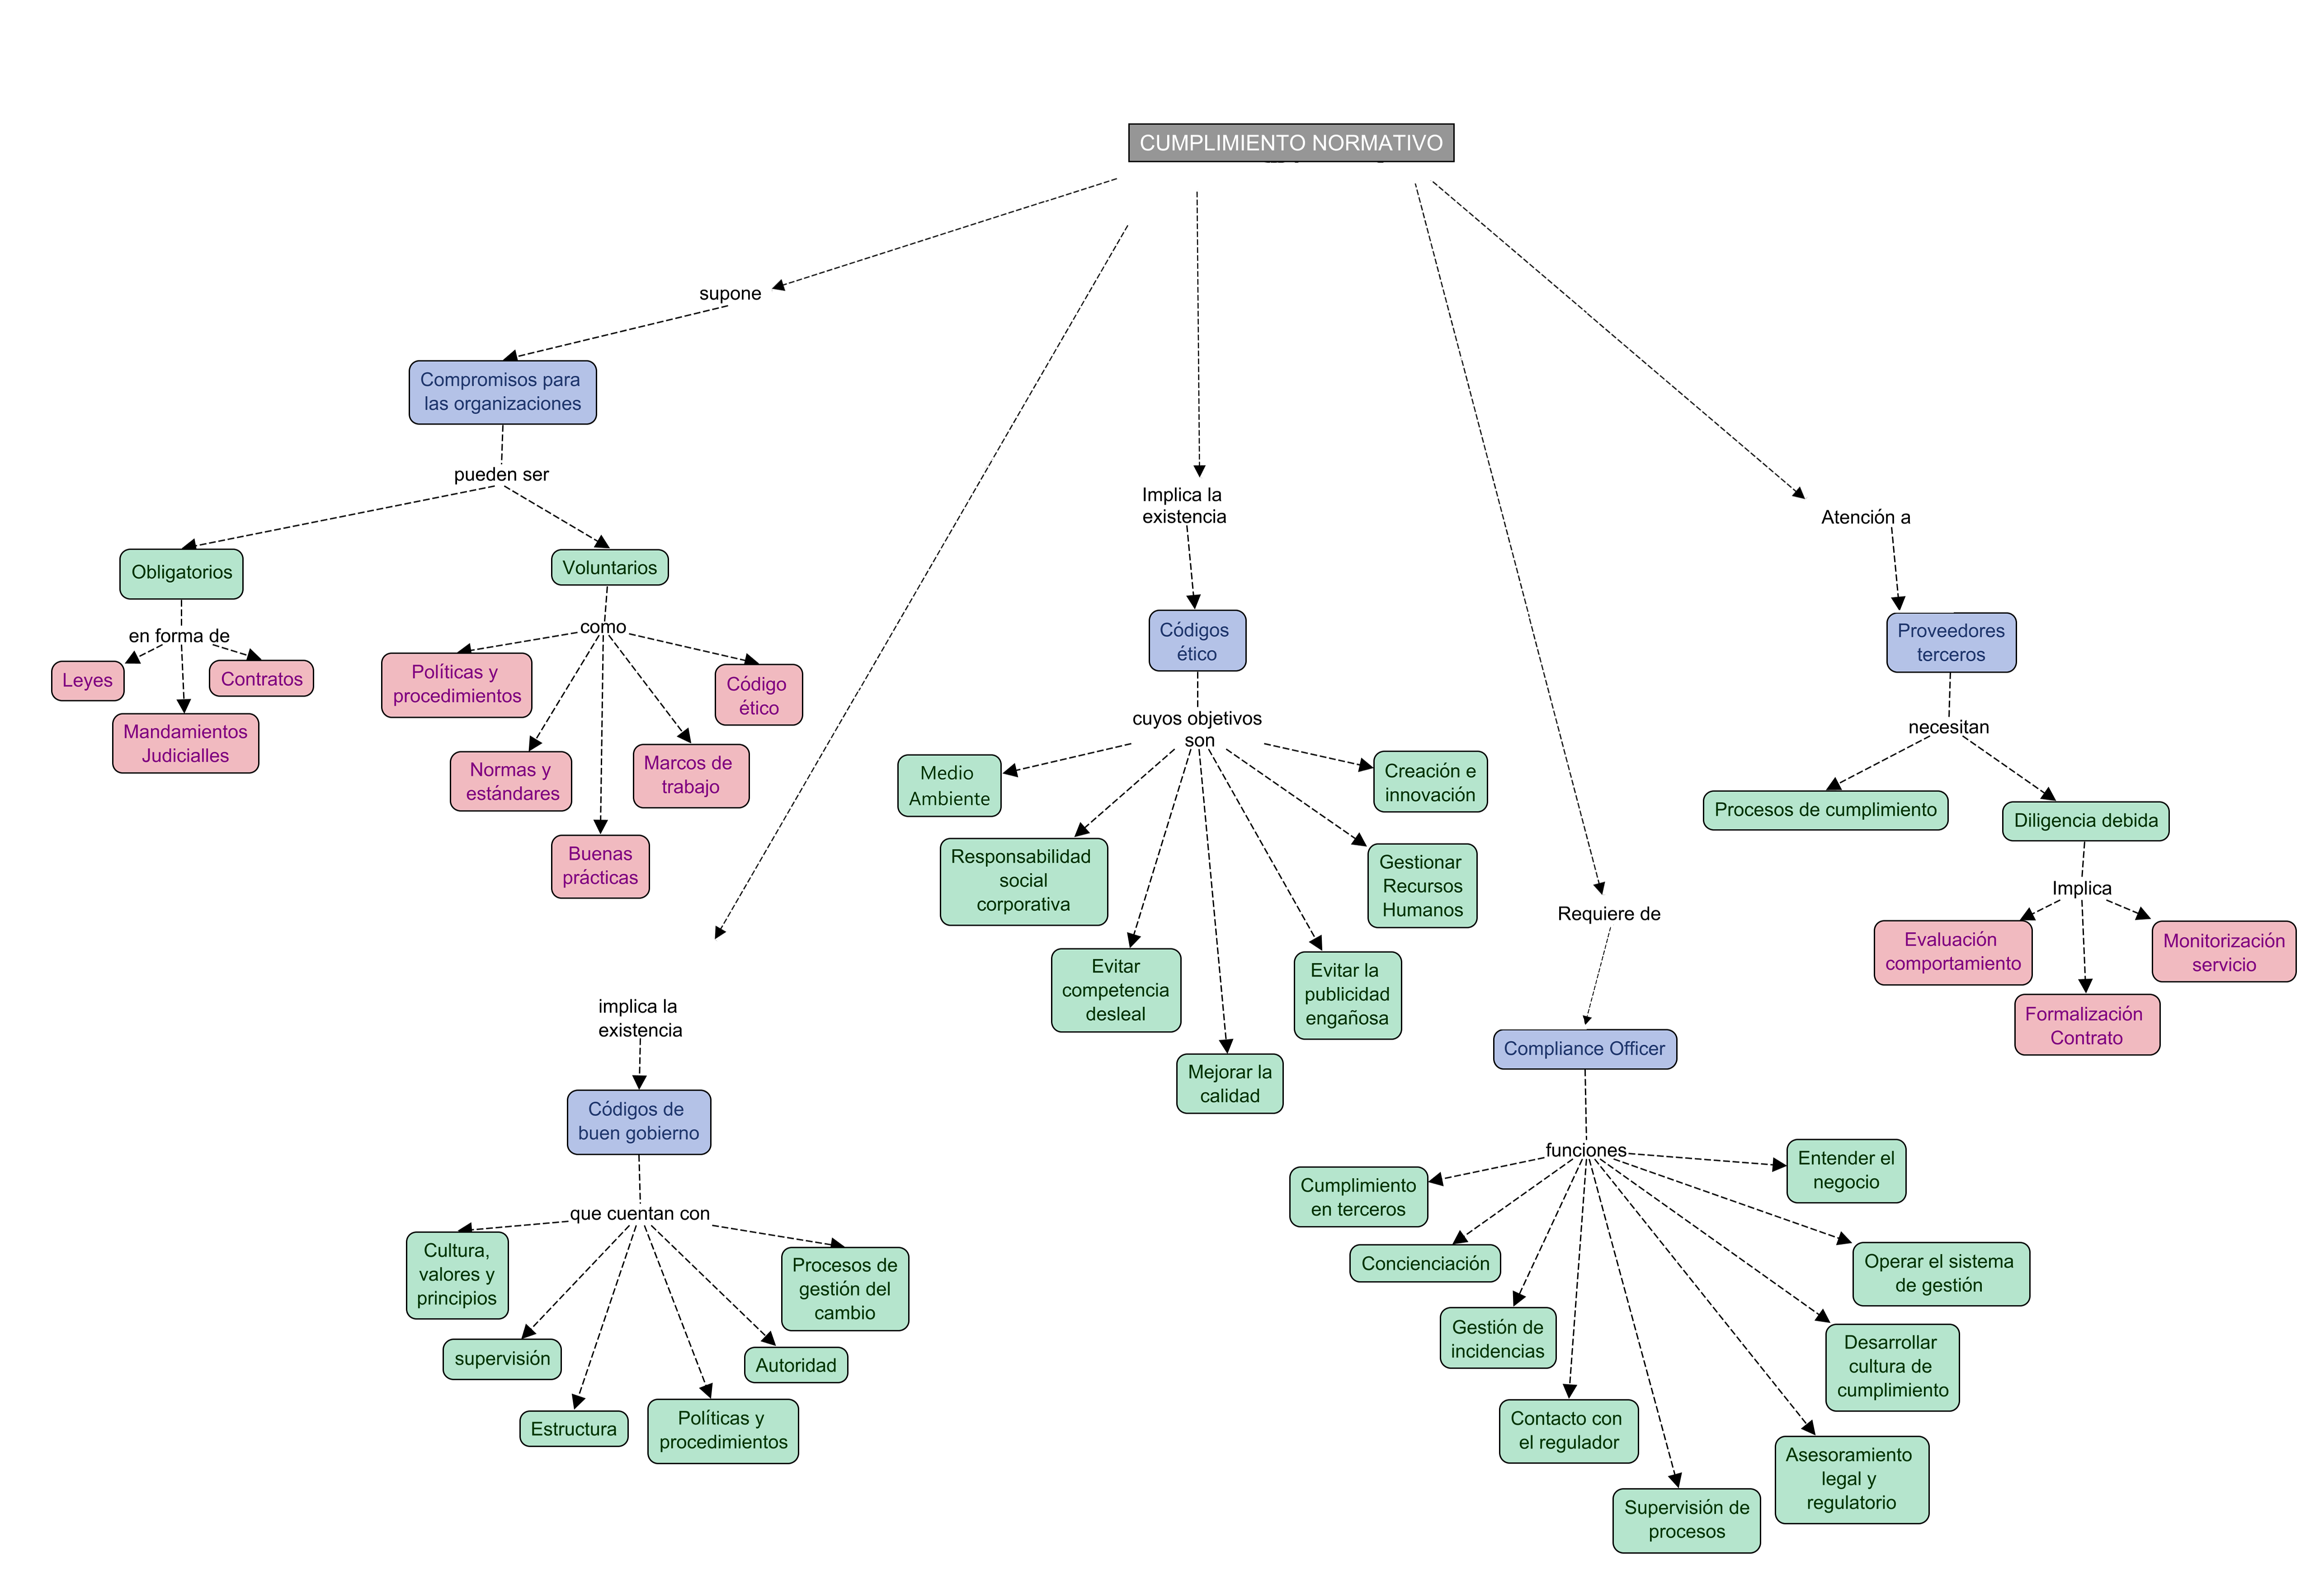 CUMPLIMIENTO NORMATIVO
supone
Compromisos para
las organizaciones
pueden ser
Obligatorios
en forma de
Leyes
Mandamientos
Judicialles
Contratos
Voluntarios
como
Políticas y
procedimientos
Normas y
estándares
Buenas
prácticas
Marcos de
trabajo
Código
ético
implica la
existencia
Códigos de
buen gobierno
que cuentan con
Cultura,
valores y
principios
supervisión
Estructura
Políticas y
procedimientos
Autoridad
Procesos de
gestión del
cambio
Implica la
existencia
Códigos
ético
cuyos objetivos
son
Medio
Ambiente
Responsabilidad
social
corporativa
Evitar
competencia
desleal
Mejorar la
calidad
Evitar la
publicidad
engañosa
Gestionar
Recursos
Humanos
Creación e
innovación
Requiere de
Compliance Officer
funciones
Cumplimiento
en terceros
Concienciación
Gestión de
incidencias
Contacto con
el regulador
Supervisión de
procesos
Asesoramiento
legal y
regulatorio
Desarrollar
cultura de
cumplimiento
Operar el sistema
de gestión
Entender el
negocio
Atención a
Proveedores
terceros
necesitan
Procesos de cumplimiento
Diligencia debida
Implica
Evaluación
comportamiento
Formalización
Contrato
Monitorización
servicio